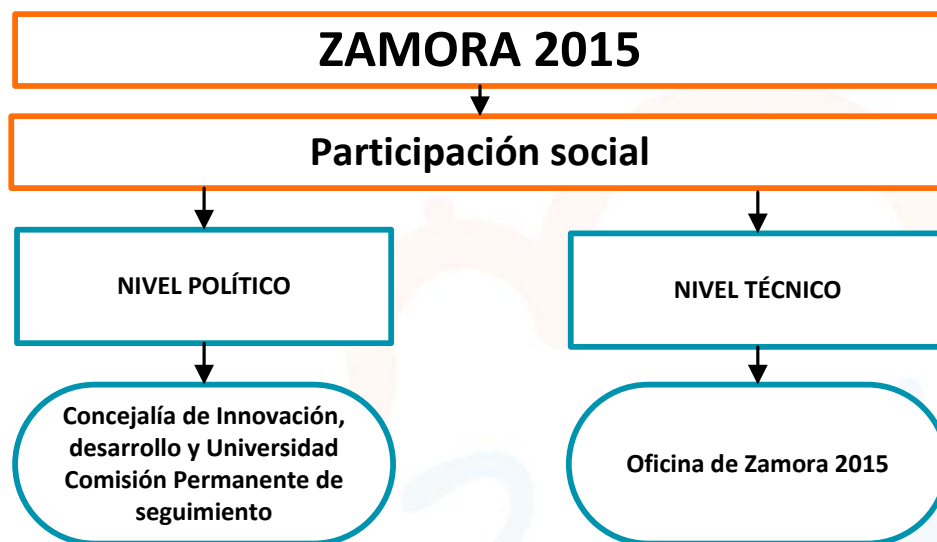 ZAMORA 2015
Participación social
NIVEL POLÍTICO
NIVEL TÉCNICO
Concejalía de Innovación,
desarrollo y Universidad
Comisión Permanente de
seguimiento
Oficina de Zamora 2015